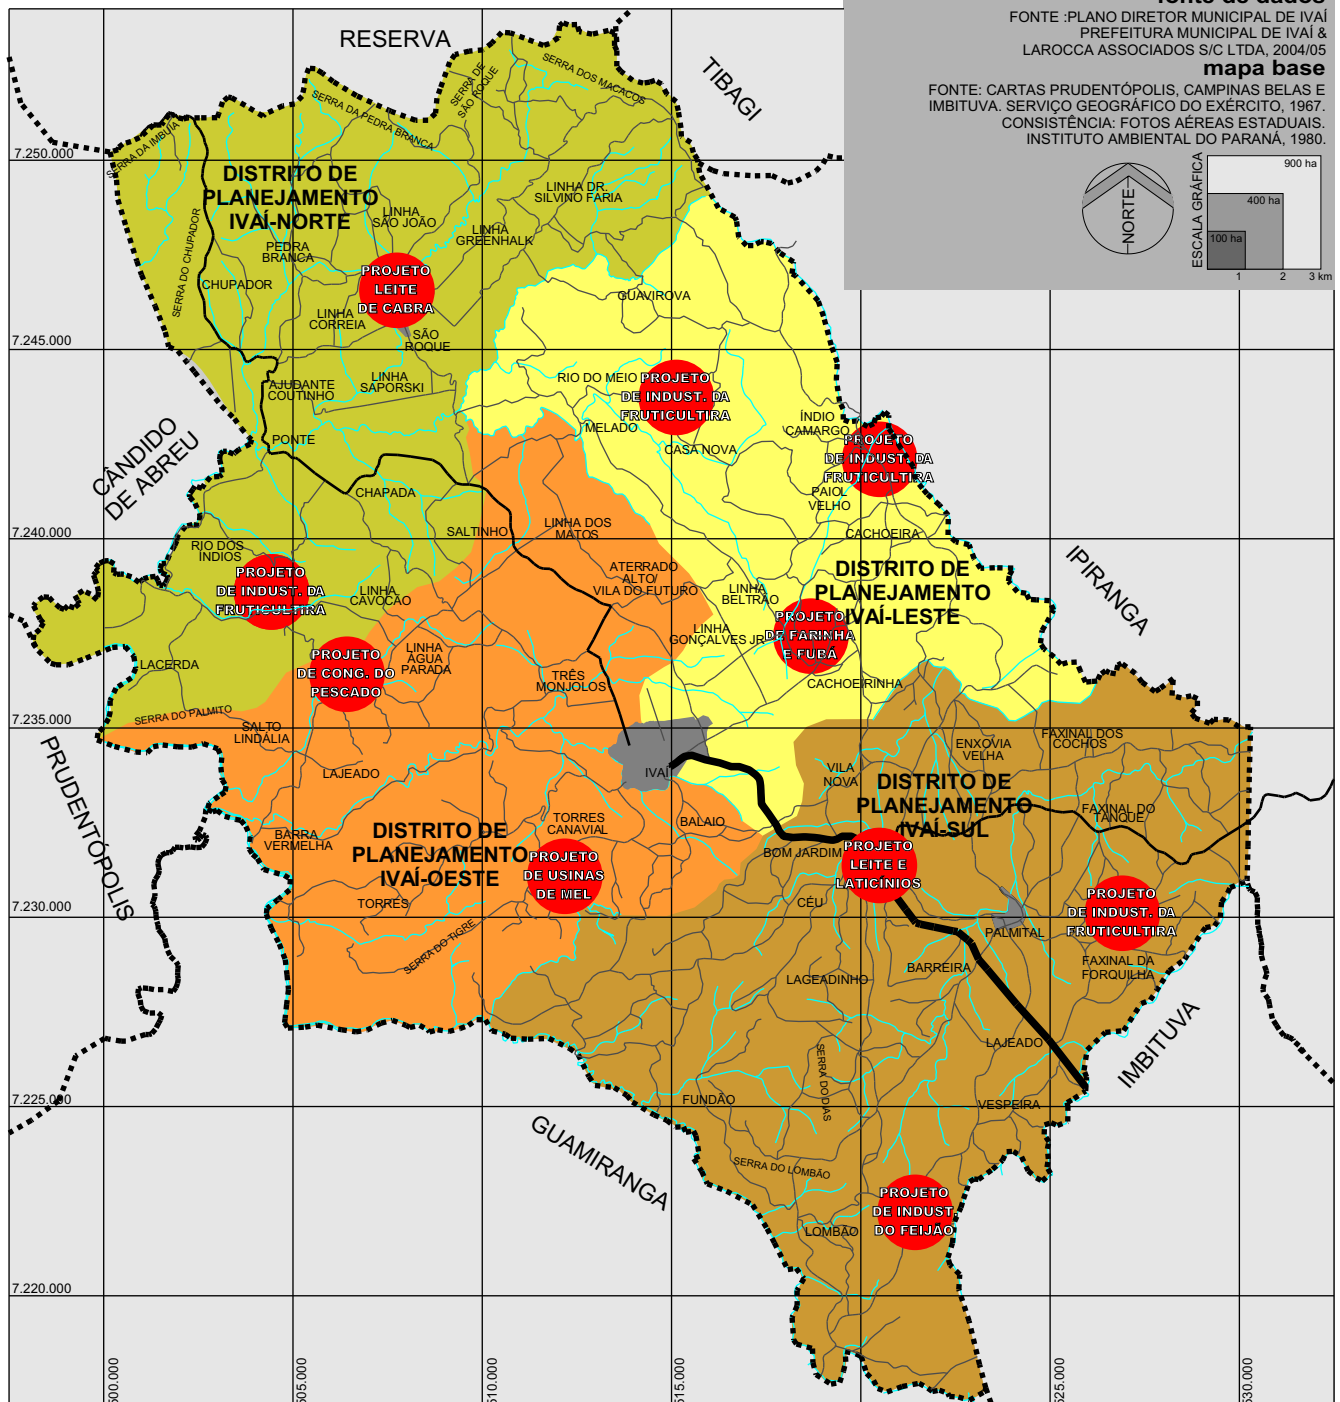 FONTE :PLANO DIRETOR MUNICIPAL DE IVAÍ
PREFEITURA MUNICIPAL DE IVAÍ &
LAROCCA ASSOCIADOS S/C LTDA, 2004/05
mapa base
FONTE: CARTAS PRUDENTÓPOLIS, CAMPINAS BELAS E
IMBITUVA. SERVIÇO GEOGRÁFICO DO EXÉRCITO, 1967.
CONSISTÊNCIA: FOTOS AÉREAS ESTADUAIS.
INSTITUTO AMBIENTAL DO PARANÁ, 1980.
NORTE
ESCALA GRÁFICA
900 ha
400 ha
100 ha
1
2
3 km
RESERVA
TIBAGI
SERRA DE
SÃO ROQUE
SERRA DOS MACACOS
SERRA DA PEDRA BRANCA
SERRA DA IMBUIA
7.250.000
DISTRITO DE
PLANEJAMENTO
IVAÍ-NORTE
LINHA DR.
SILVINO FARIA
LINHA
SÃO JOÃO
LINHA
GREENHALK
SERRA DO CHUPADOR
PEDRA
BRANCA
CHUPADOR
PROJETO
LEITE
DE CABRA
GUAVIROVA
LINHA
CORREIA
SÃO
ROQUE
7.245.000
AJUDANTE
COUTINHO
LINHA
SAPORSKI
RIO DO MEIO
PROJETO
DE INDUST. DA
FRUTICULTIRA
MELADO
CASA NOVA
ÍNDIO
CAMARGO
PROJETO
DE INDUST. DA
FRUTICULTIRA
PONTE
CÂNDIDO
DE ABREU
CHAPADA
PAIOL
VELHO
SALTINHO
LINHA DOS
MATOS
CACHOEIRA
7.240.000
RIO DOS
ÍNDIOS
PROJETO
DE INDUST. DA
FRUTICULTIRA
LINHA
CAVOCÃO
ATERRADO
ALTO/
VILA DO FUTURO
LINHA
BELTRÃO
DISTRITO DE
PLANEJAMENTO
IVAÍ-LESTE
IPIRANGA
LINHA
GONÇALVES JR
PROJETO
DE FARINHA
E FUBÁ
LACERDA
PROJETO
DE CONG. DO
PESCADO
LINHA
ÁGUA
PARADA
TRÊS
MONJOLOS
CACHOEIRINHA
SERRA DO PALMITO
7.235.000
SALTO
LINDÁLIA
LAJEADO
IVAÍ
ENXOVIA
VELHA
FAXINAL DOS
COCHOS
VILA
NOVA
DISTRITO DE
PLANEJAMENTO
IVAÍ-SUL
FAXINAL DO
TANQUE
PRUDENTÓPOLIS
BARRA
VERMELHA
DISTRITO DE
PLANEJAMENTO
IVAÍ-OESTE
TORRES
CANAVIAL
BALAIO
PROJETO
DE USINAS
DE MEL
BOM JARDIM
PROJETO
LEITE E
LATICÍNIOS
TORRES
CÉU
PROJETO
DE INDUST. DA
FRUTICULTIRA
7.230.000
PALMITAL
SERRA DO TIGRE
BARREIRA
LAGEADINHO
FAXINAL DA
FORQUILHA
LAJEADO
IMBITUVA
SERRA DO DIAS
FUNDÃO
VESPEIRA
7.225.000
GUAMIRANGA
SERRA DO LOMBÃO
PROJETO
DE INDUST.
DO FEIJÃO
LOMBÃO
7.220.000